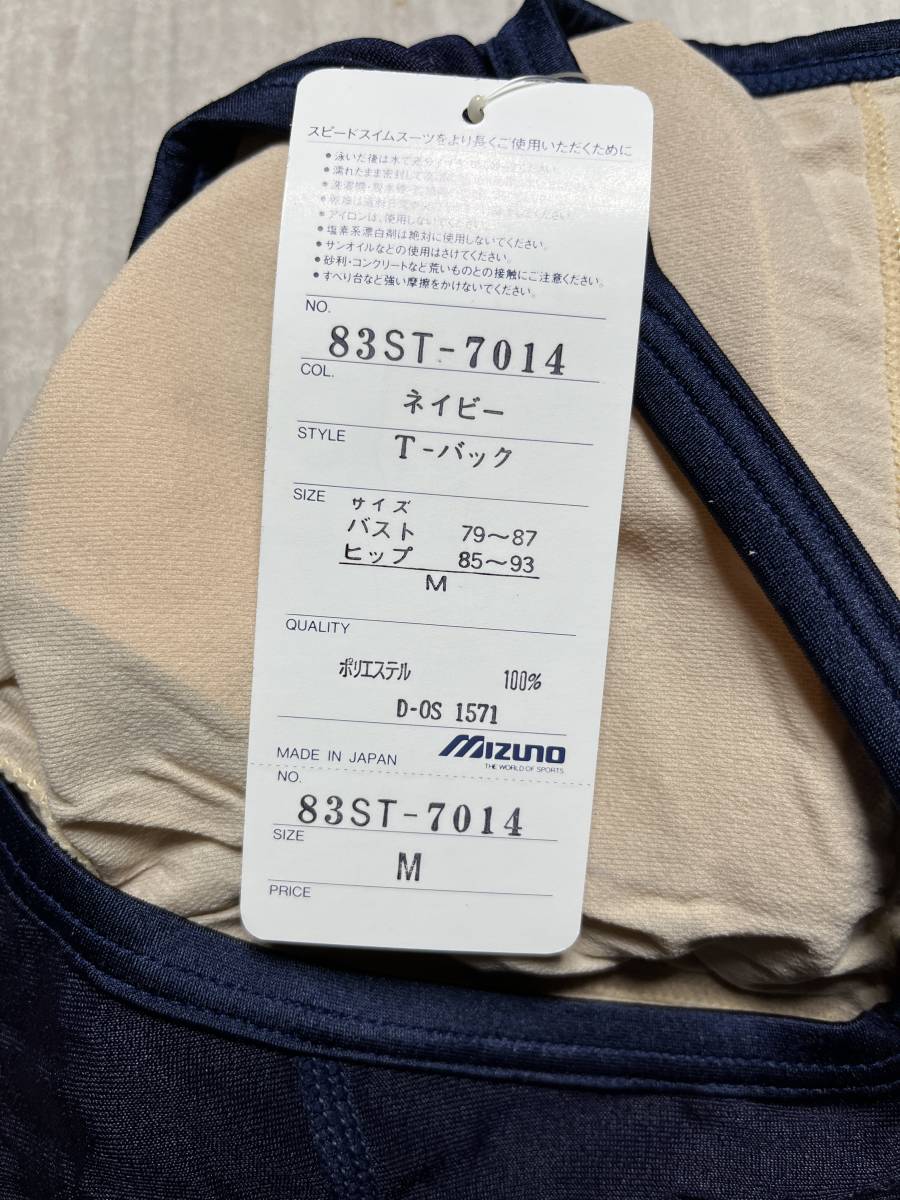 スピードスイムスーツをより長くご使用いただくために
●泳いだ後は水で充分
●濡れたまま密封して
●アイロンは、使用しないでください。
●塩素系漂白剤は絶対に使用しないでください。
●サンオイルなどの使用はさけてください。
●砂利・コンクリートなど荒いものとの接触にご注意ください。
●すべり台など強い摩擦をかけないでください。
NO.
83ST-7014
COL.
ネイビー
STYLE
T-バック
SIZE
サイズ
バスト 79〜87
ヒップ 85〜93
M
QUALITY
ポリエステル 100%
D-OS 1571
MADE IN JAPAN
MIZUNO
THE WORLD OF SPORTS
NO.
83ST-7014
SIZE
M
PRICE